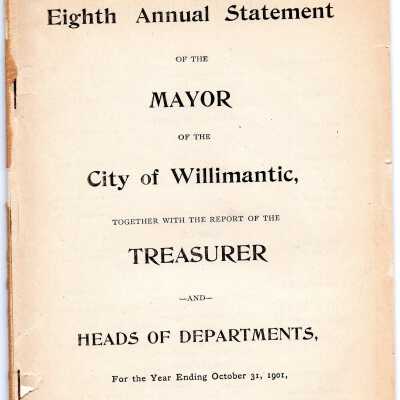 Eighth Annual Statement
OF THE
MAYOR
OF THE
City of Willimantic,
TOGETHER WITH THE REPORT OF THE
TREASURER
—AND—
HEADS OF DEPARTMENTS,
For the Year Ending October 31, 1901,